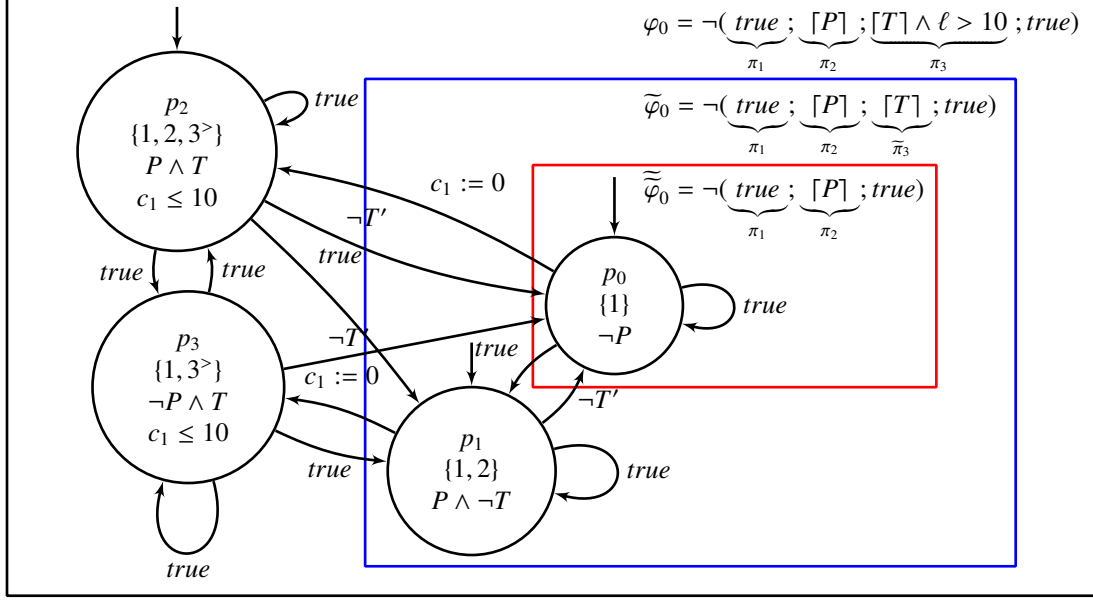 φ₀ = ¬( true ; ⌈P⌉ ; ⌈T⌉ ∧ ℓ > 10 ; true)
π₁ π₂ π₃
φ̃₀ = ¬( true ; ⌈P⌉ ; ⌈T⌉ ; true)
π₁ π₂ π̃₃
φ̃̃₀ = ¬( true ; ⌈P⌉ ; true)
π₁ π₂
p₂
{1, 2, 3^>}
P ∧ T
c₁ ≤ 10
true
c₁ := 0
¬T′
true
true
true
p₀
{1}
¬P
true
p₃
{1, 3^>}
¬P ∧ T
c₁ ≤ 10
¬T′
true
c₁ := 0
¬T′
true
p₁
{1, 2}
P ∧ ¬T
true
true